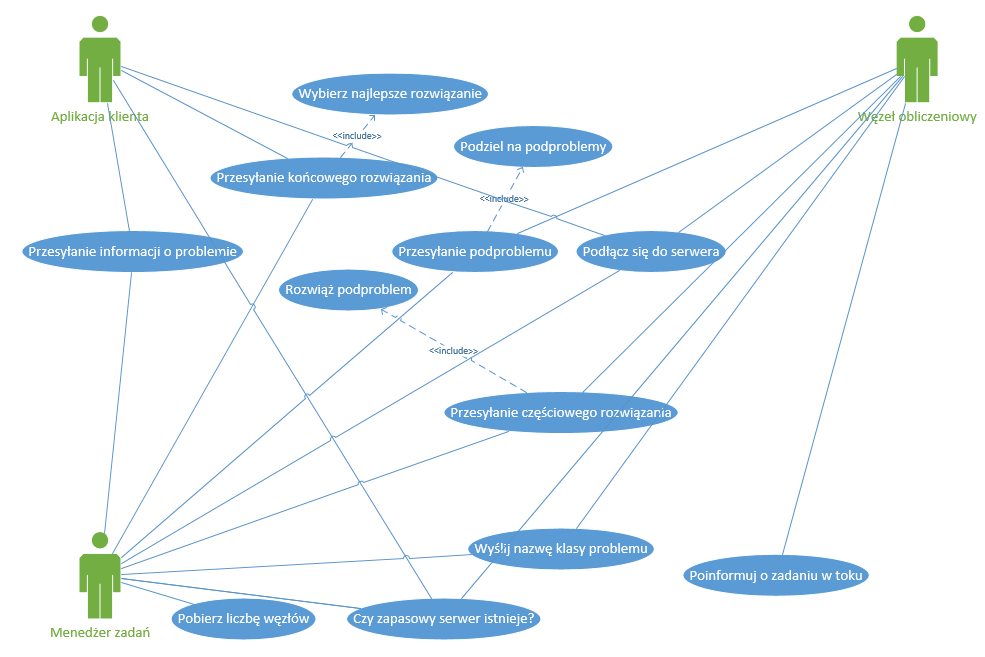 Wybierz najlepsze rozwiązanie
Aplikacja klienta
Węzeł obliczeniowy
<<include>>
Podziel na podproblemy
Przesyłanie końcowego rozwiązania
<<include>>
Przesyłanie informacji o problemie
Przesyłanie podproblemu
Podłącz się do serwera
Rozwiąż podproblem
<<include>>
Przesyłanie częściowego rozwiązania
Wyślij nazwę klasy problemu
Poinformuj o zadaniu w toku
Pobierz liczbę węzłów
Czy zapasowy serwer istnieje?
Menedżer zadań